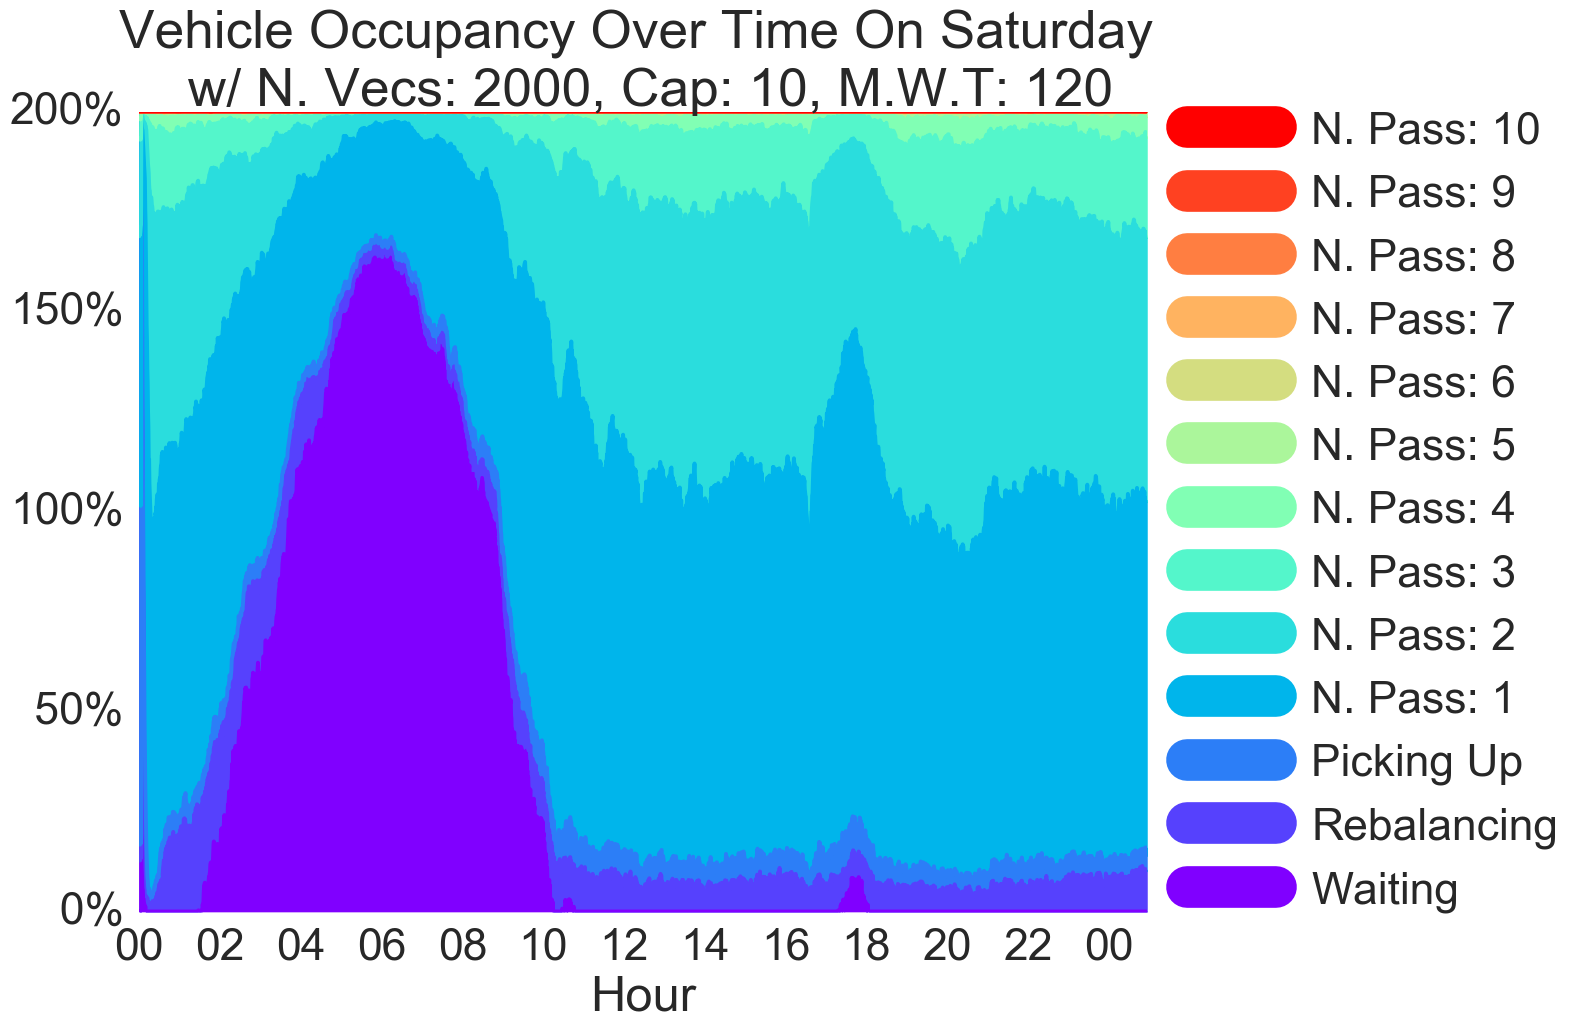 Vehicle Occupancy Over Time On Saturday
w/ N. Vecs: 2000, Cap: 10, M.W.T: 120
200%
150%
100%
50%
0%
00 02 04 06 08 10 12 14 16 18 20 22 00
Hour
N. Pass: 10
N. Pass: 9
N. Pass: 8
N. Pass: 7
N. Pass: 6
N. Pass: 5
N. Pass: 4
N. Pass: 3
N. Pass: 2
N. Pass: 1
Picking Up
Rebalancing
Waiting